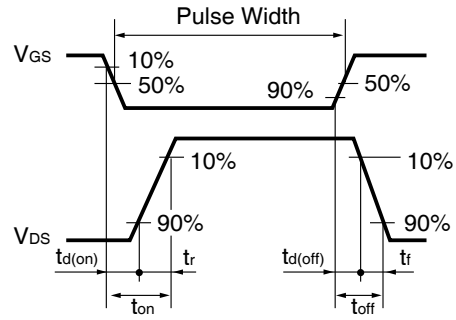 Pulse Width
VGS
10%
50%
90%
50%
10%
10%
VDS
90%
90%
td(on)
tr
td(off)
tf
ton
toff